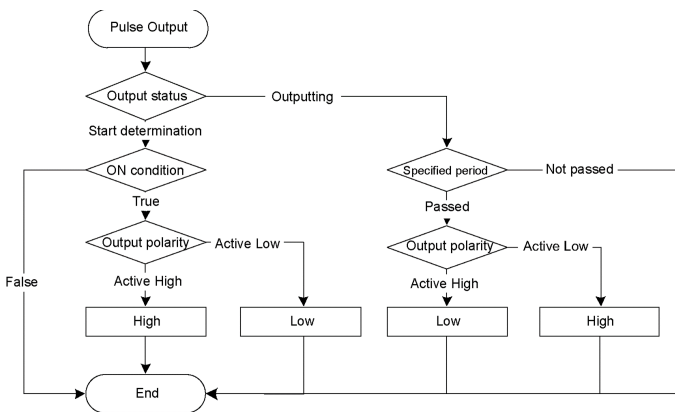 Pulse Output
Output status
Outputting
Start determination
ON condition
Specified period
Not passed
True
Passed
Output polarity
Active Low
Output polarity
Active Low
False
Active High
Active High
High
Low
Low
High
End